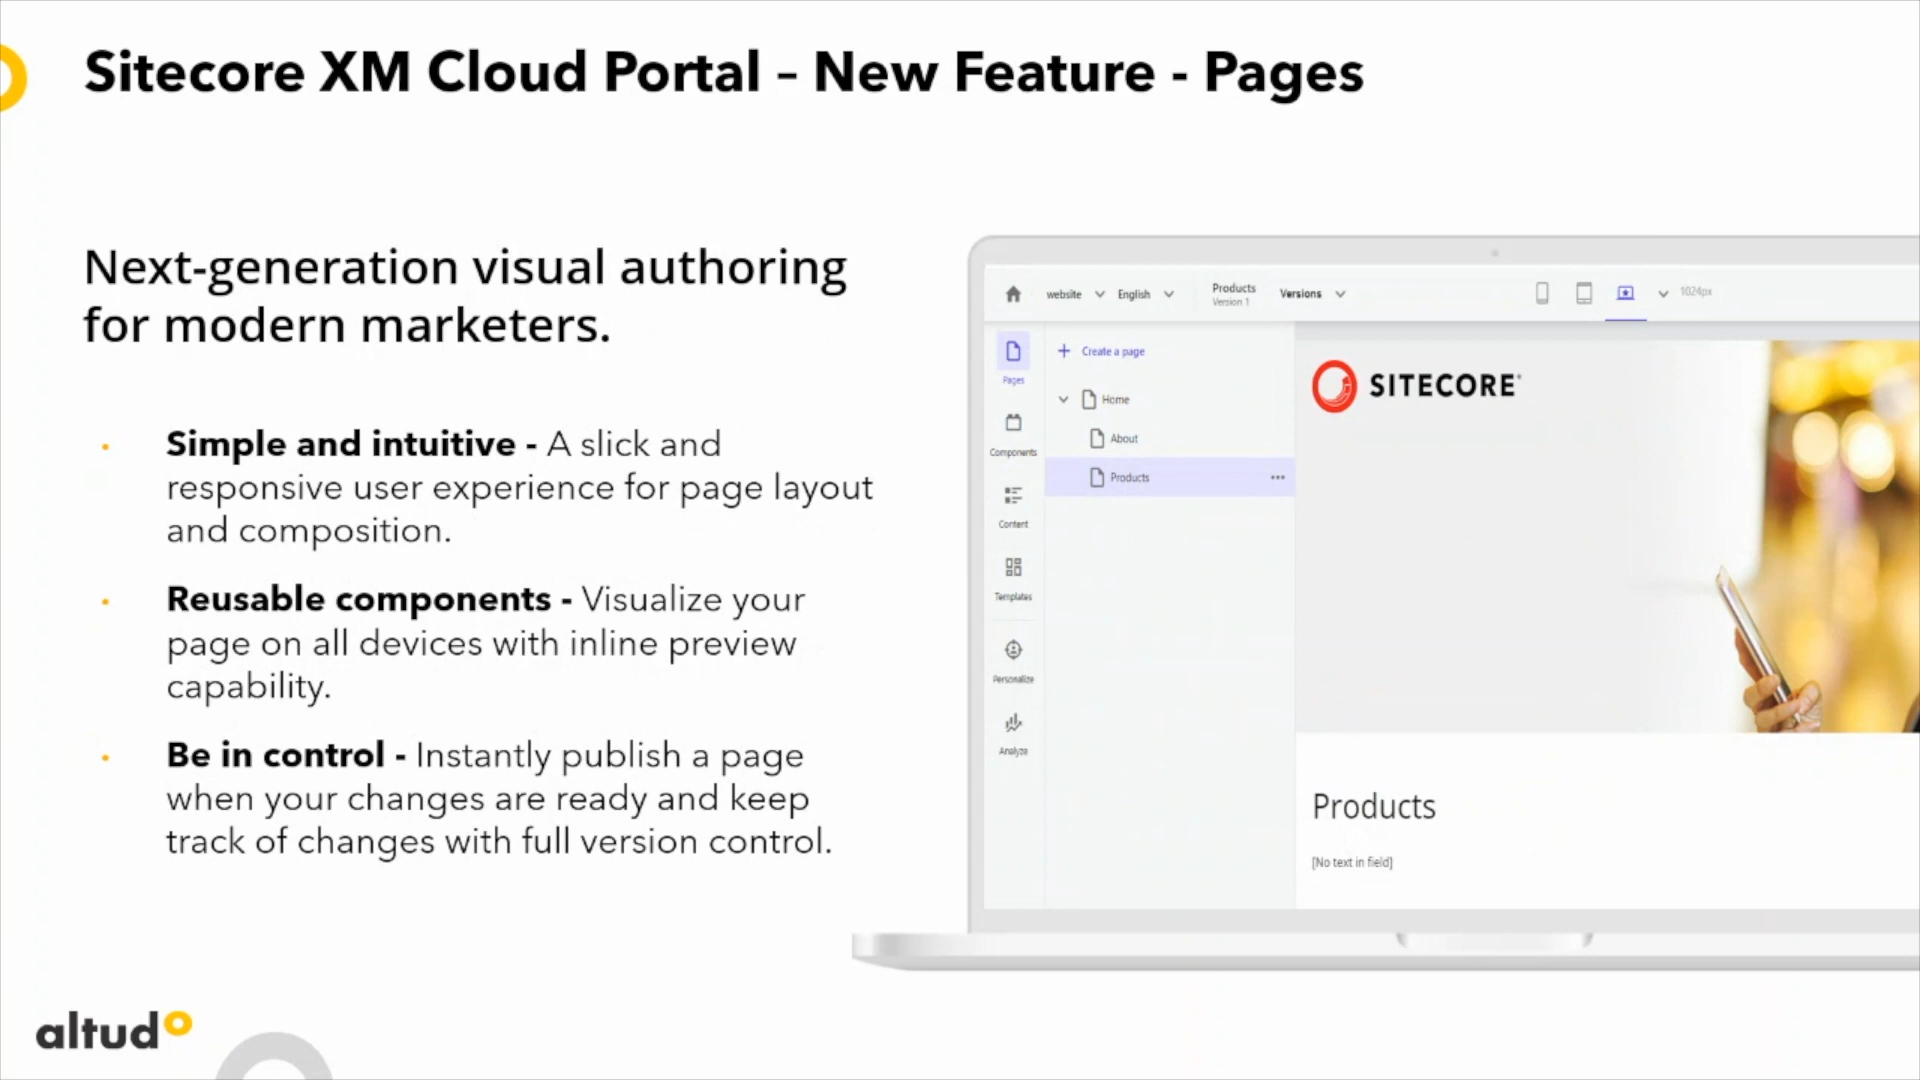 Sitecore XM Cloud Portal – New Feature - Pages
Next-generation visual authoring
for modern marketers.
• Simple and intuitive - A slick and
responsive user experience for page layout
and composition.
• Reusable components - Visualize your
page on all devices with inline preview
capability.
• Be in control - Instantly publish a page
when your changes are ready and keep
track of changes with full version control.
website English Products Versions 1024px
Version 1
Pages
Components
Content
Templates
Personalize
Analyze
+ Create a page
Home
About
Products
SITECORE
Products
[No text in field]
altudo